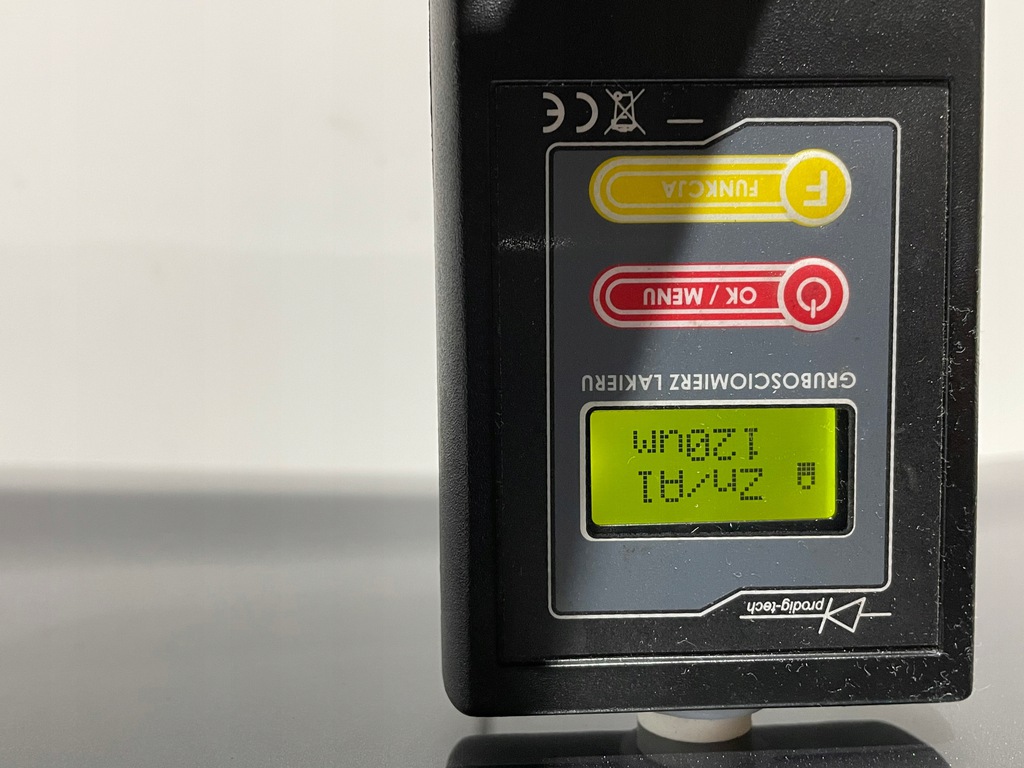 prodig-tech
Zn/Al
120um
GRUBOŚCIOMIERZ LAKIERU
OK / MENU
F FUNKCJA
CE